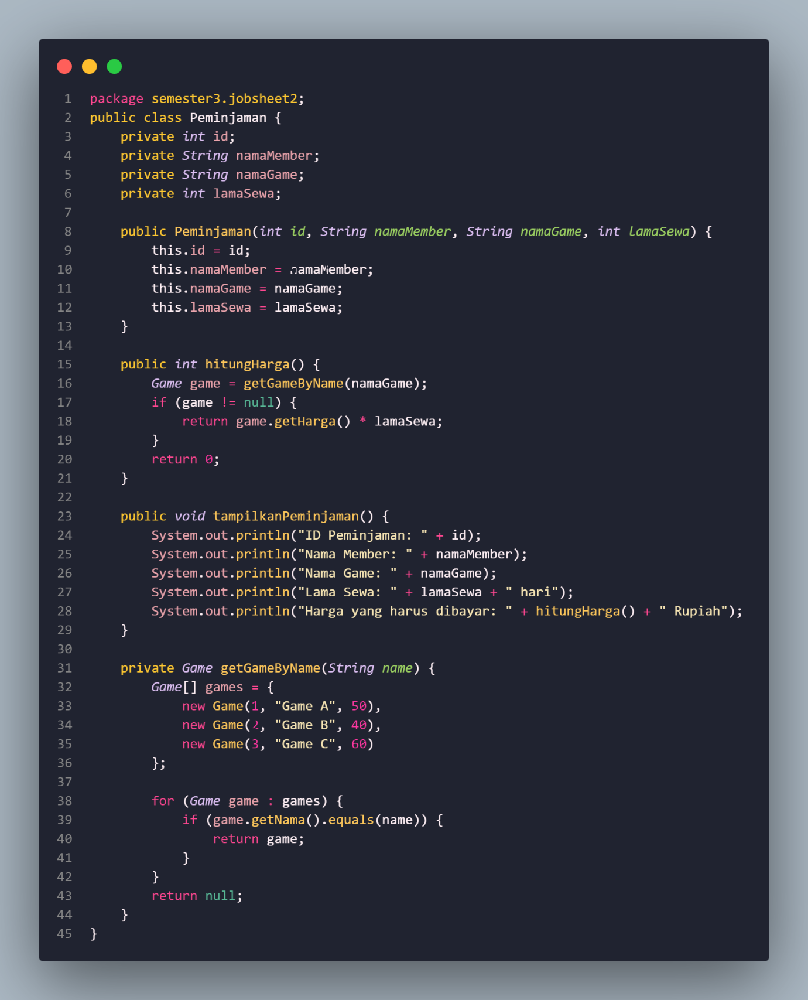 1 package semester3.jobsheet2;
2 public class Peminjaman {
3     private int id;
4     private String namaMember;
5     private String namaGame;
6     private int lamaSewa;
7
8     public Peminjaman(int id, String namaMember, String namaGame, int lamaSewa) {
9         this.id = id;
10         this.namaMember = namaMember;
11         this.namaGame = namaGame;
12         this.lamaSewa = lamaSewa;
13     }
14
15     public int hitungHarga() {
16         Game game = getGameByName(namaGame);
17         if (game != null) {
18             return game.getHarga() * lamaSewa;
19         }
20         return 0;
21     }
22
23     public void tampilkanPeminjaman() {
24         System.out.println("ID Peminjaman: " + id);
25         System.out.println("Nama Member: " + namaMember);
26         System.out.println("Nama Game: " + namaGame);
27         System.out.println("Lama Sewa: " + lamaSewa + " hari");
28         System.out.println("Harga yang harus dibayar: " + hitungHarga() + " Rupiah");
29     }
30
31     private Game getGameByName(String name) {
32         Game[] games = {
33             new Game(1, "Game A", 50),
34             new Game(2, "Game B", 40),
35             new Game(3, "Game C", 60)
36         };
37
38         for (Game game : games) {
39             if (game.getNama().equals(name)) {
40                 return game;
41             }
42         }
43         return null;
44     }
45 }